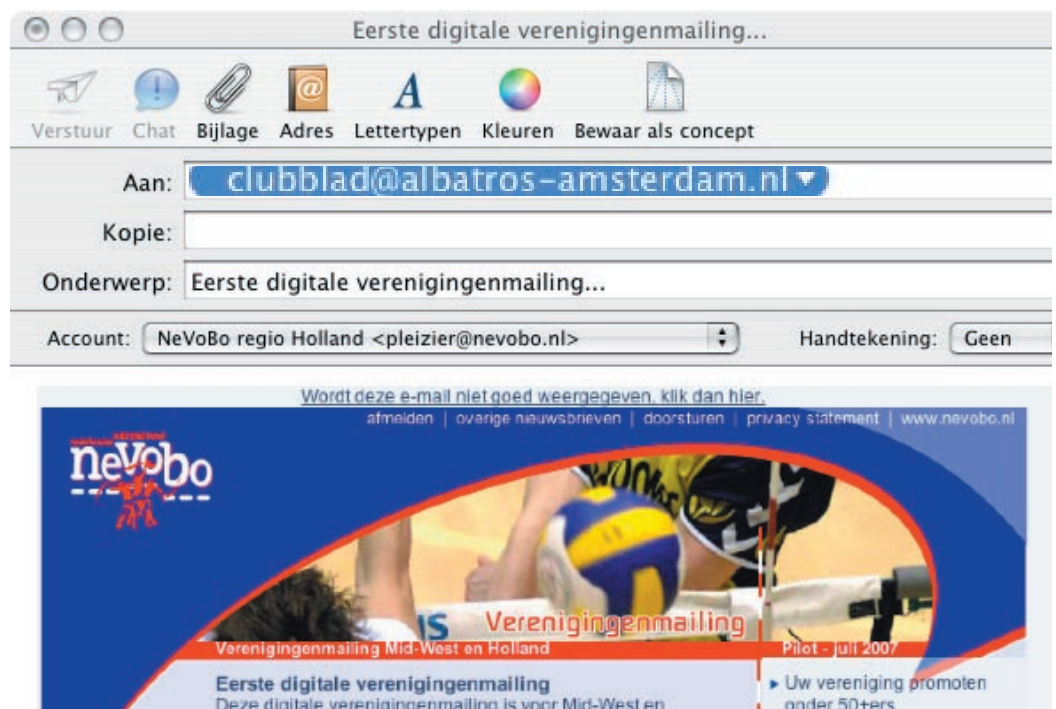 Eerste digitale verenigingenmailing...
Verstuur Chat Bijlage Adres Lettertypen Kleuren Bewaar als concept
Aan: clubblad@albatros-amsterdam.nl
Kopie:
Onderwerp: Eerste digitale verenigingenmailing...
Account: NeVoBo regio Holland <pleizier@nevobo.nl> Handtekening: Geen
Wordt deze e-mail niet goed weergegeven, klik dan hier.
afmelden | overige nieuwsbrieven | doorsturen | privacy statement | www.nevobo.nl
nevobo
Verenigingenmailing
Verenigingenmailing Mid-West en Holland
Pilot - juli 2007
Eerste digitale verenigingenmailing
Deze digitale verenigingenmailing is voor Mid-West en
Uw vereniging promoten
onder 50+ers